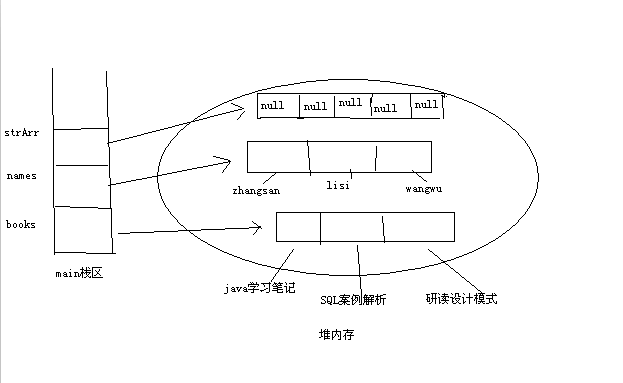 null null null null null
strArr
names
zhangsan lisi wangwu
books
main栈区
java学习笔记 SQL案例解析 研读设计模式
堆内存